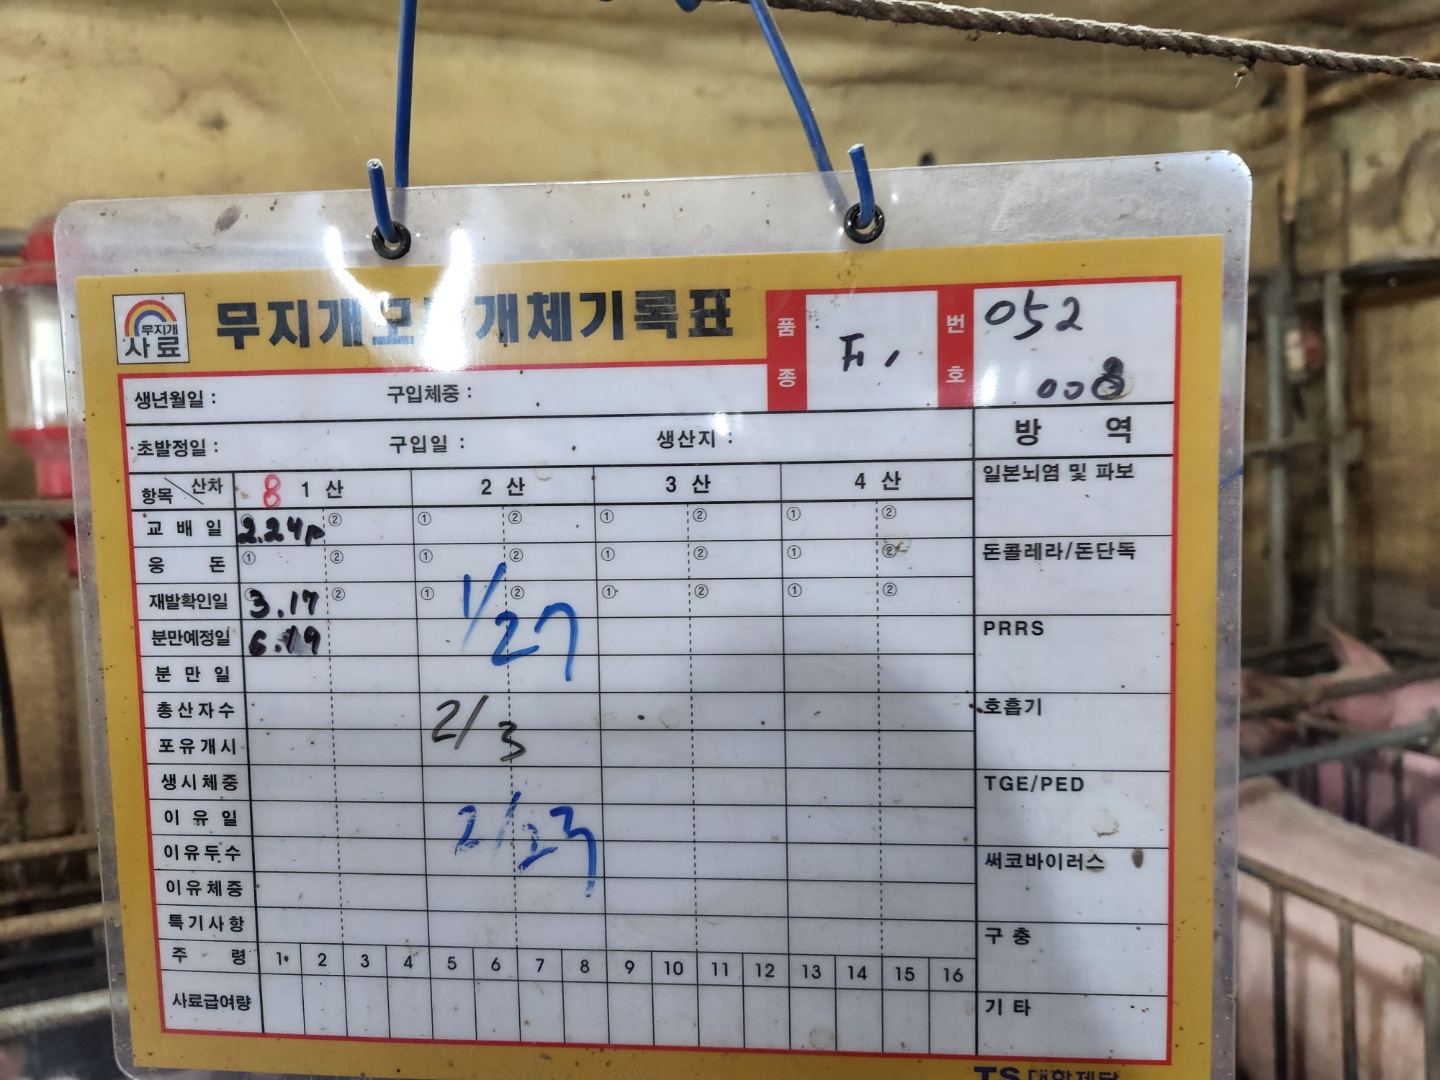 무지개
사료
무지개모돈개체기록표
품종
F1
번호
052
008
생년월일 :
구입체중 :
초발정일 :
구입일 :
생산지 :
방 역
항목 산차
8 1 산
2 산
3 산
4 산
교 배 일 ① 2.24p ② ① ② ① ② ① ②
웅 돈 ① ② ① ② ① ② ① ②
재발확인일 3.17 ② ① ② ① ② ① ②
1/27
분만예정일 6.19
분 만 일
총산자수
2/3
포유개시
생시체중
이 유 일
2/23
이유두수
이유체중
특기사항
주 령 1 2 3 4 5 6 7 8 9 10 11 12 13 14 15 16
사료급여량
일본뇌염 및 파보
돈콜레라/돈단독
PRRS
호흡기
TGE/PED
써코바이러스
구 충
기 타
TS 대한제당